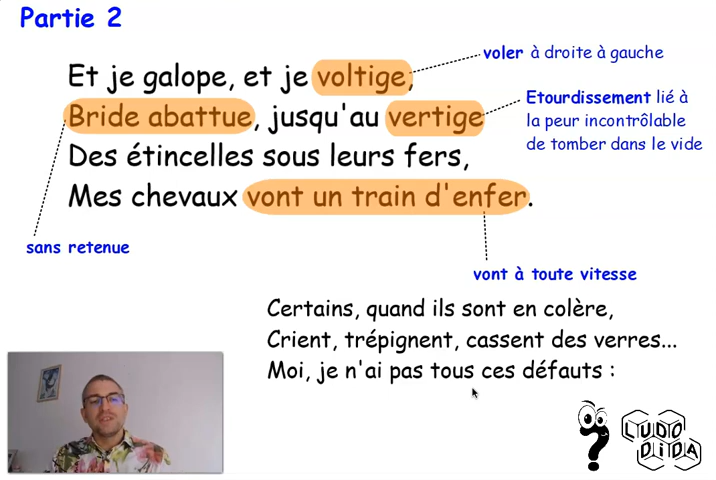 Partie 2
Et je galope, et je voltige,
voler à droite à gauche
Bride abattue, jusqu'au vertige
Etourdissement lié à
la peur incontrôlable
de tomber dans le vide
Des étincelles sous leurs fers,
Mes chevaux vont un train d'enfer.
sans retenue
vont à toute vitesse
Certains, quand ils sont en colère,
Crient, trépignent, cassent des verres...
Moi, je n'ai pas tous ces défauts :
?
LUDO
DiDA